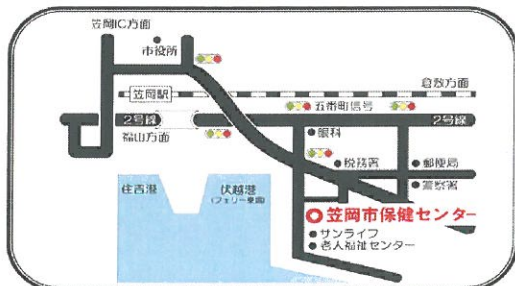 笠岡IC方面
市役所
笠岡駅
倉敷方面
五番町信号
2号線
2号線
福山方面
眼科
税務署
郵便局
警察署
住吉港
伏越港
(フェリー乗場)
笠岡市保健センター
サンライフ
老人福祉センター